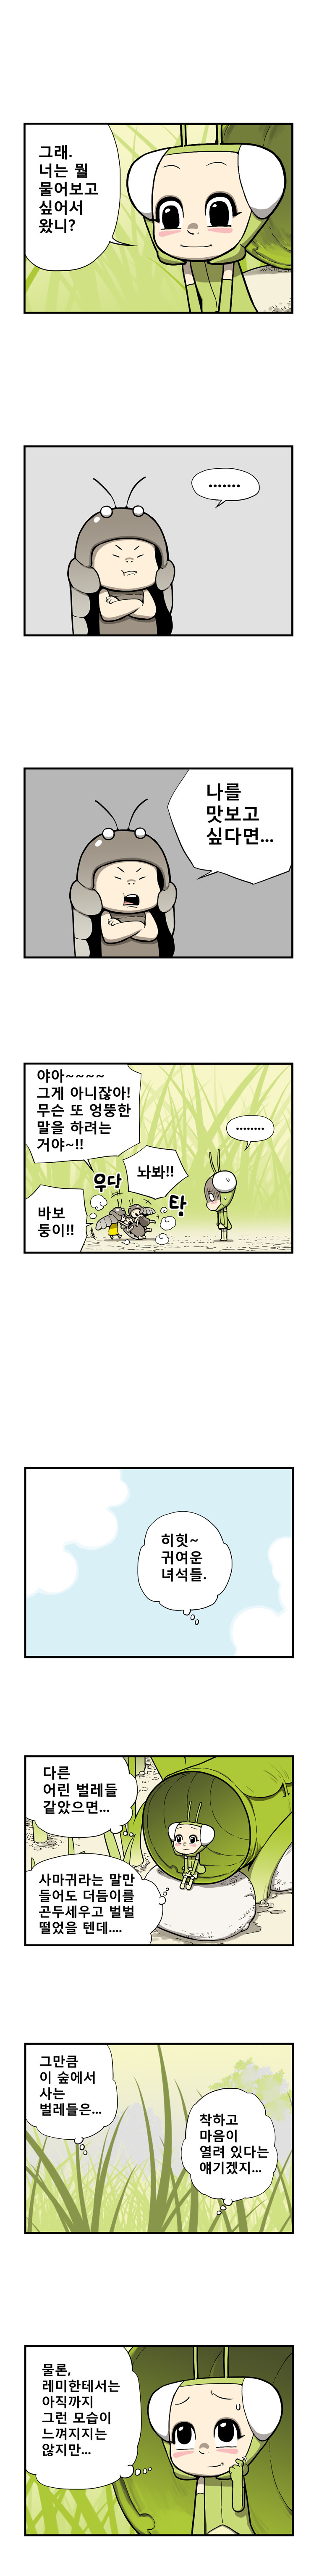 그래.
너는 뭘
물어보고
싶어서
왔니?
.......
나를
맛보고
싶다면...
야아~~~~
그게 아니잖아!
무슨 또 엉뚱한
말을 하려는
거야~!!
........
놔봐!!
우다
탁
바보
둥이!!
히힛~
귀여운
녀석들.
다른
어린 벌레들
같았으면...
사마귀라는 말만
들어도 더듬이를
곤두세우고 벌벌
떨었을 텐데....
그만큼
이 숲에서
사는
벌레들은...
착하고
마음이
열려 있다는
얘기겠지...
물론,
레미한테서는
아직까지
그런 모습이
느껴지지는
않지만...